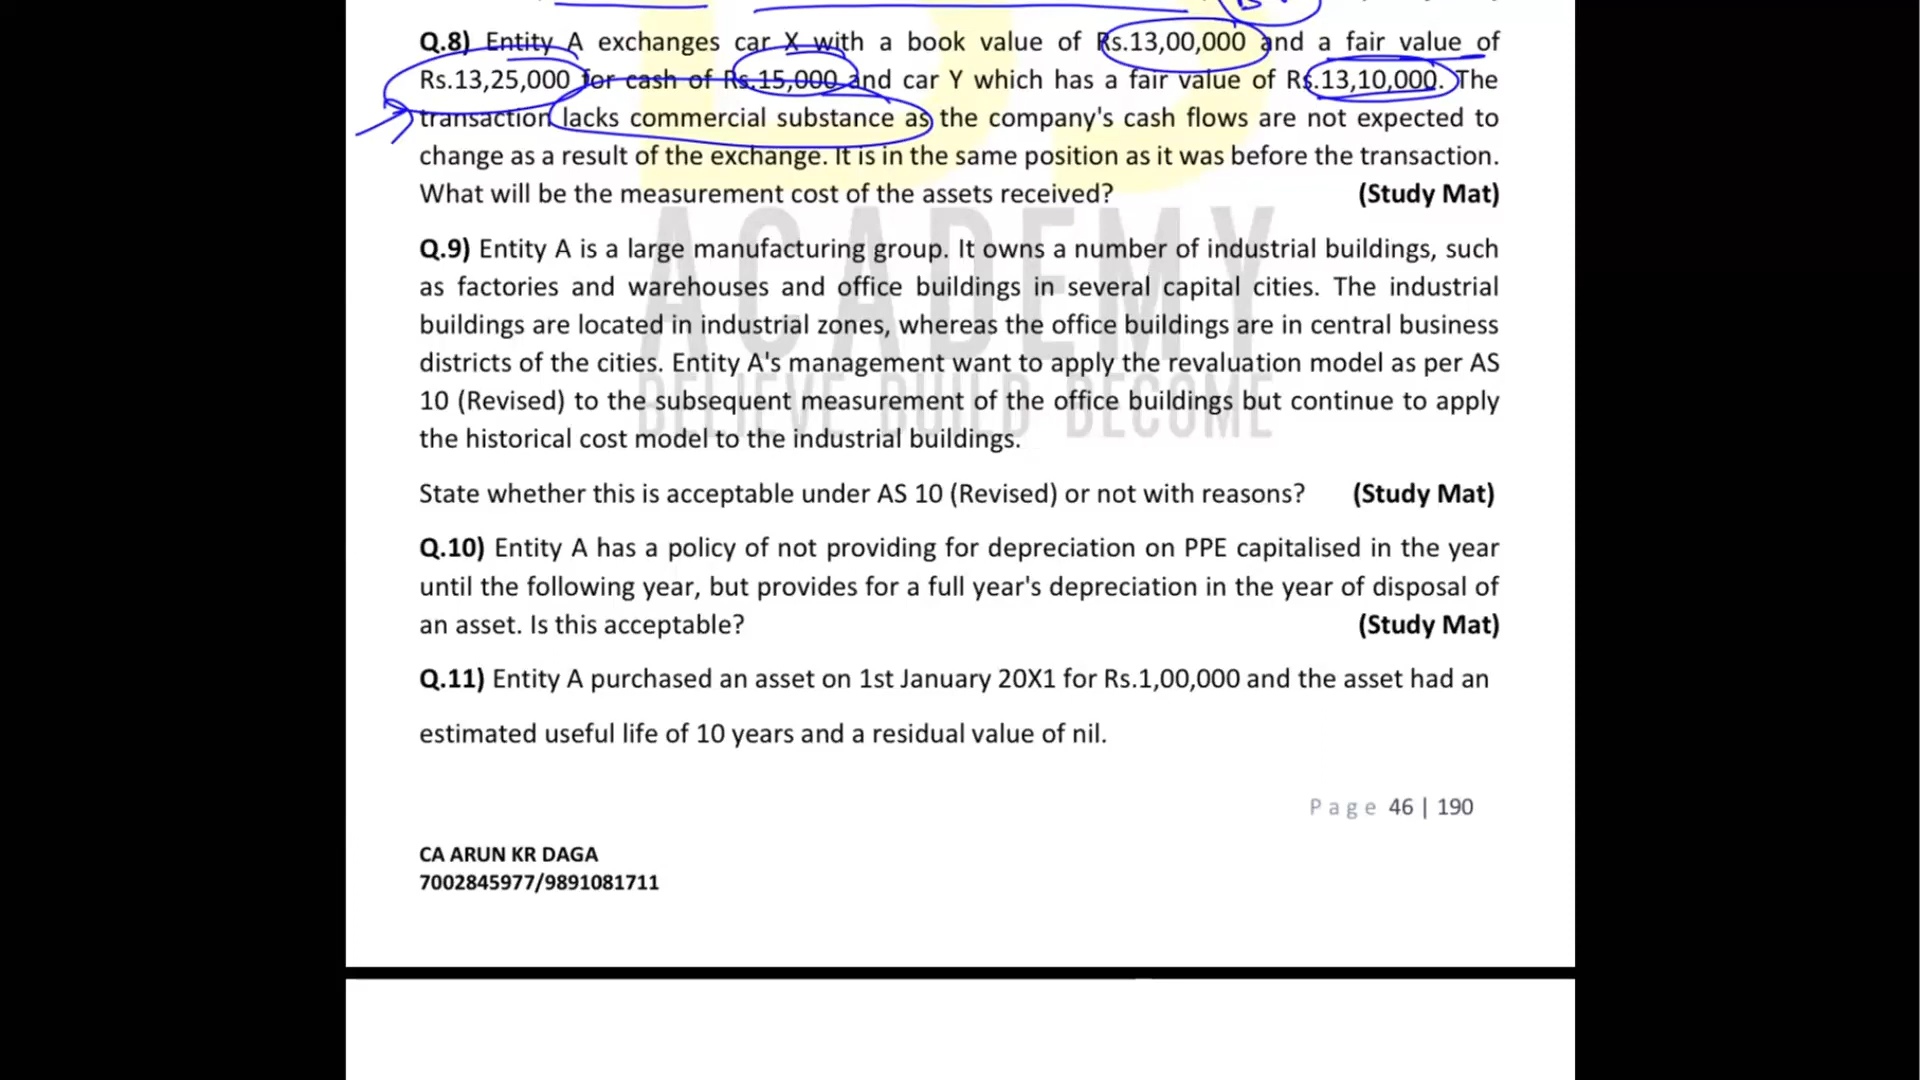 Q.8) Entity A exchanges car X with a book value of Rs.13,00,000 and a fair value of
Rs.13,25,000 for cash of Rs.15,000 and car Y which has a fair value of Rs.13,10,000. The
transaction lacks commercial substance as the company's cash flows are not expected to
change as a result of the exchange. It is in the same position as it was before the transaction.
What will be the measurement cost of the assets received? (Study Mat)
ACADEMY
BELIEVE BUILD BECOME
Q.9) Entity A is a large manufacturing group. It owns a number of industrial buildings, such
as factories and warehouses and office buildings in several capital cities. The industrial
buildings are located in industrial zones, whereas the office buildings are in central business
districts of the cities. Entity A's management want to apply the revaluation model as per AS
10 (Revised) to the subsequent measurement of the office buildings but continue to apply
the historical cost model to the industrial buildings.
State whether this is acceptable under AS 10 (Revised) or not with reasons? (Study Mat)
Q.10) Entity A has a policy of not providing for depreciation on PPE capitalised in the year
until the following year, but provides for a full year's depreciation in the year of disposal of
an asset. Is this acceptable? (Study Mat)
Q.11) Entity A purchased an asset on 1st January 20X1 for Rs.1,00,000 and the asset had an
estimated useful life of 10 years and a residual value of nil.
Page 46 | 190
CA ARUN KR DAGA
7002845977/9891081711